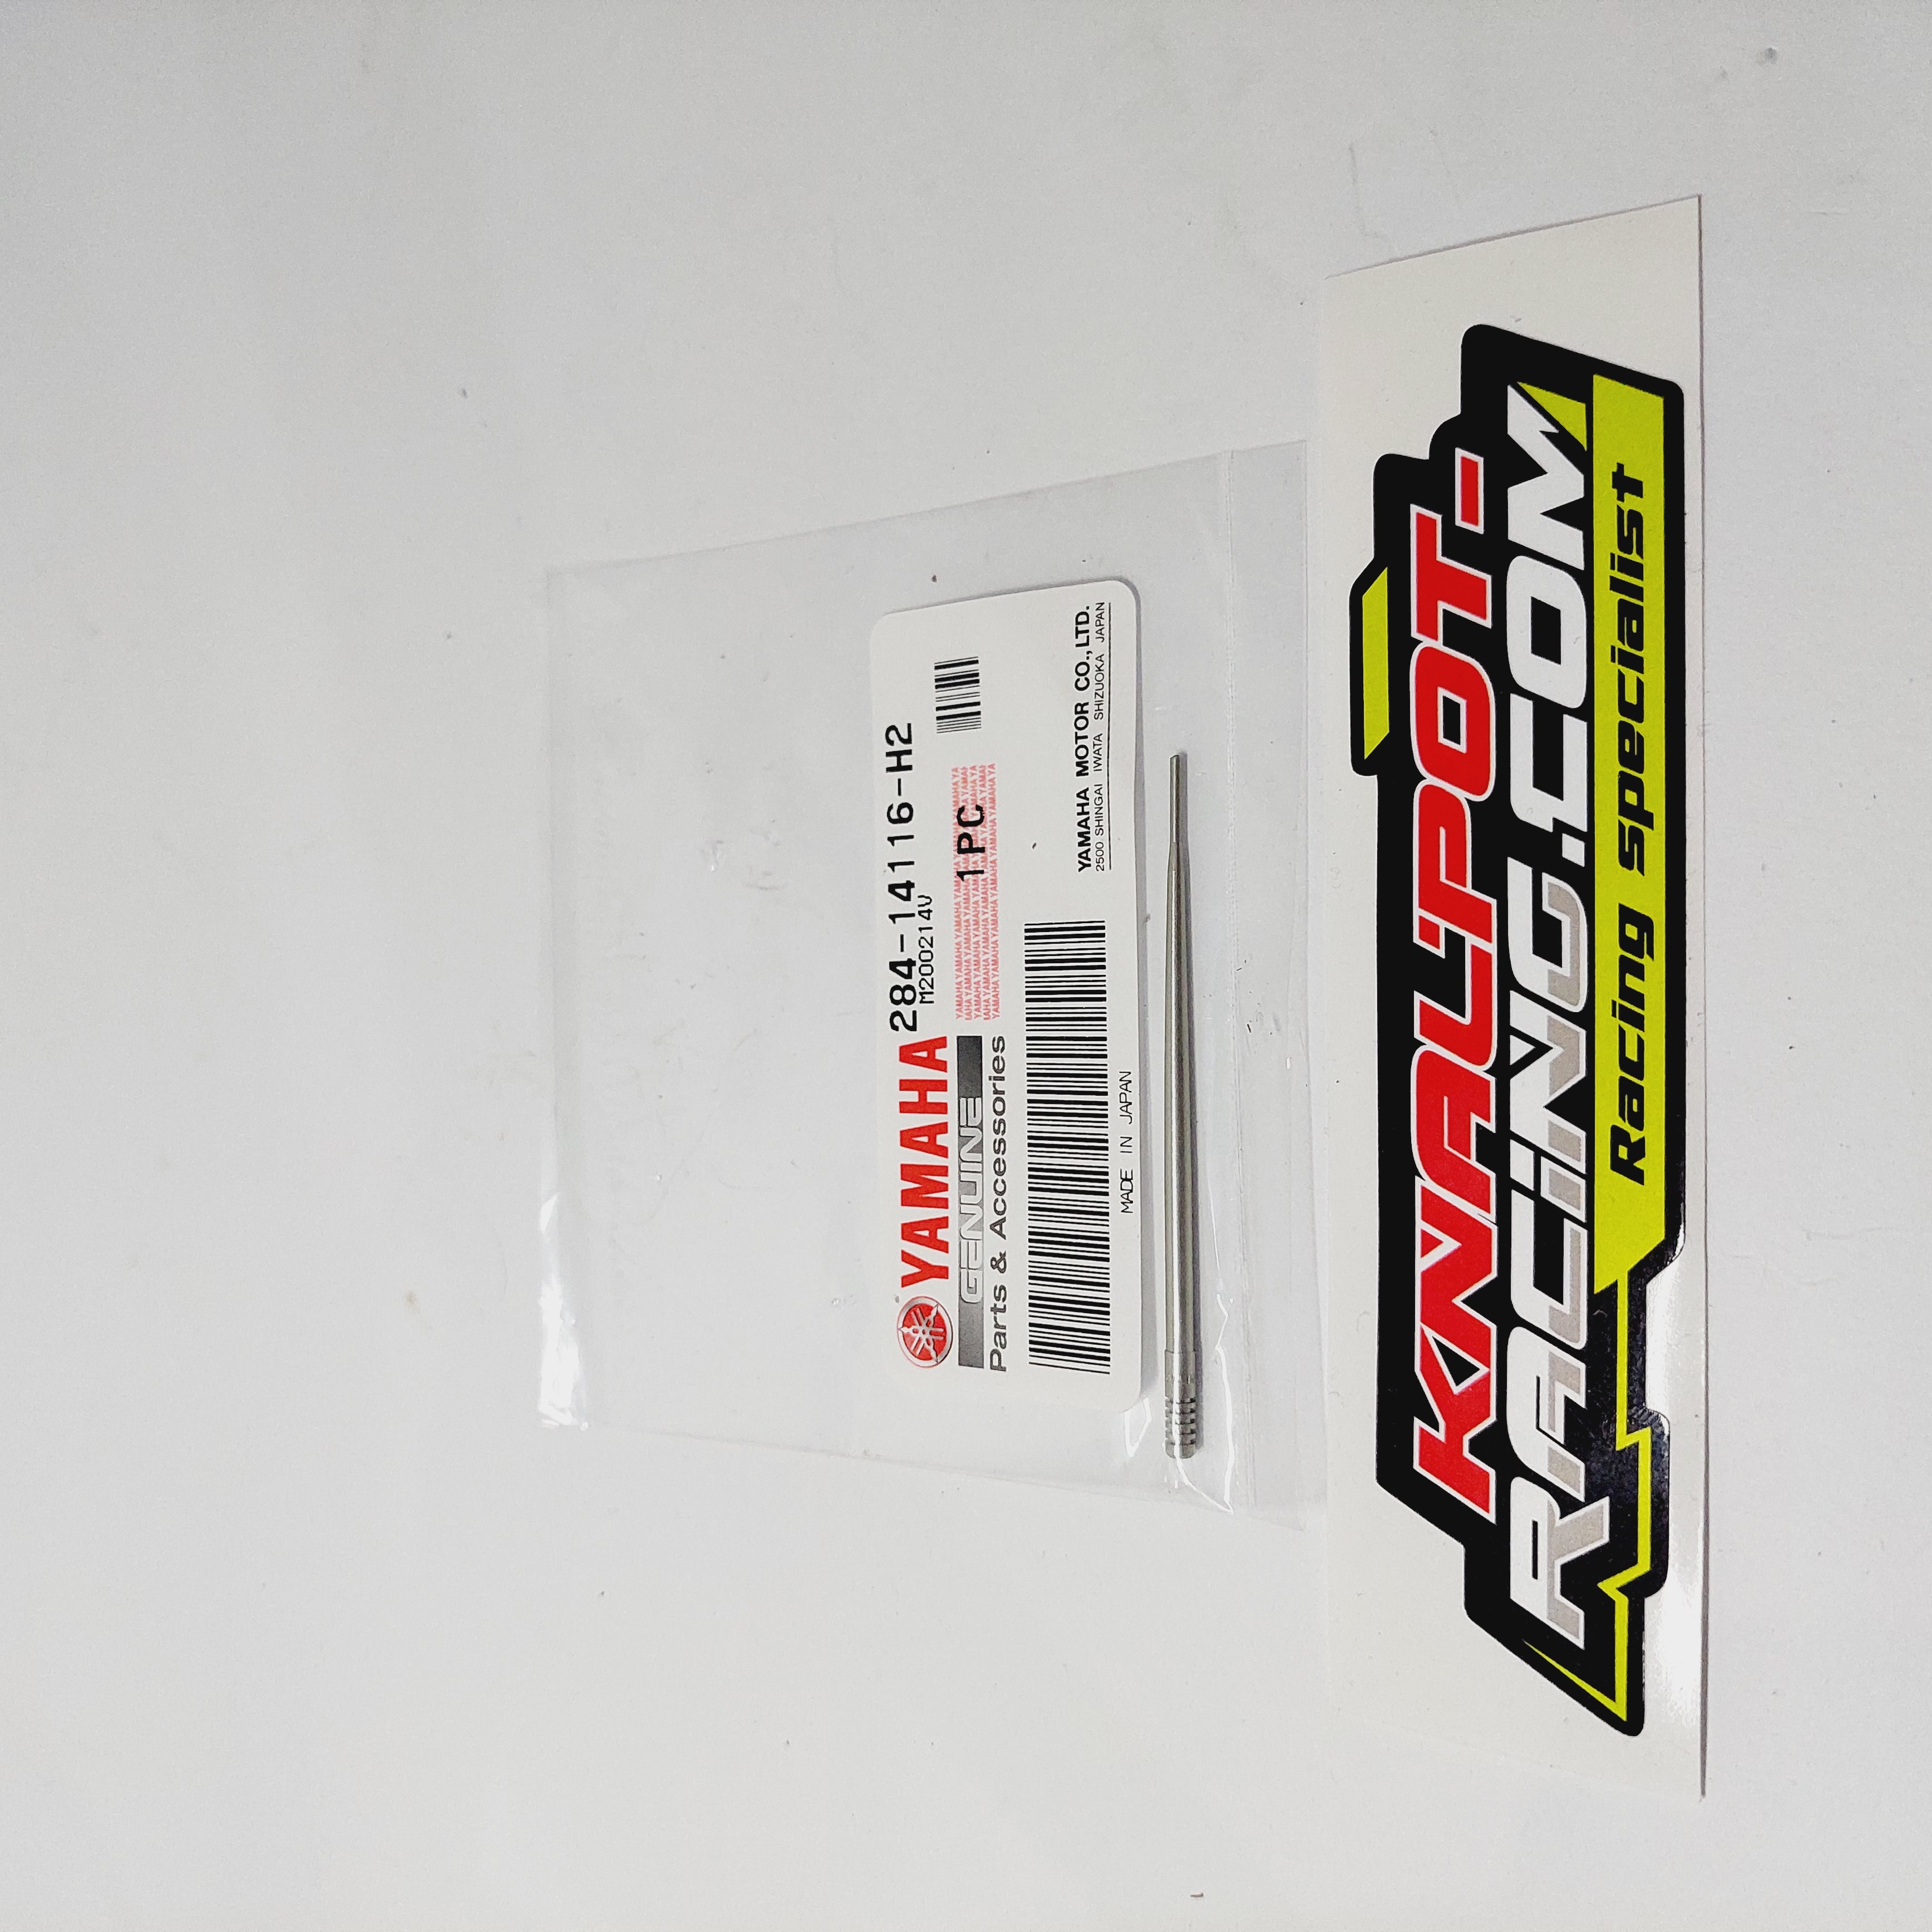 YAMAHA
284-14116-H2
M200214V
GENUINE
Parts & Accessories
1PC
YAMAHA MOTOR CO.,LTD.
2500 SHINGAI IWATA SHIZUOKA JAPAN
MADE IN JAPAN
KNALPOT-
RACING.COM
Racing specialist